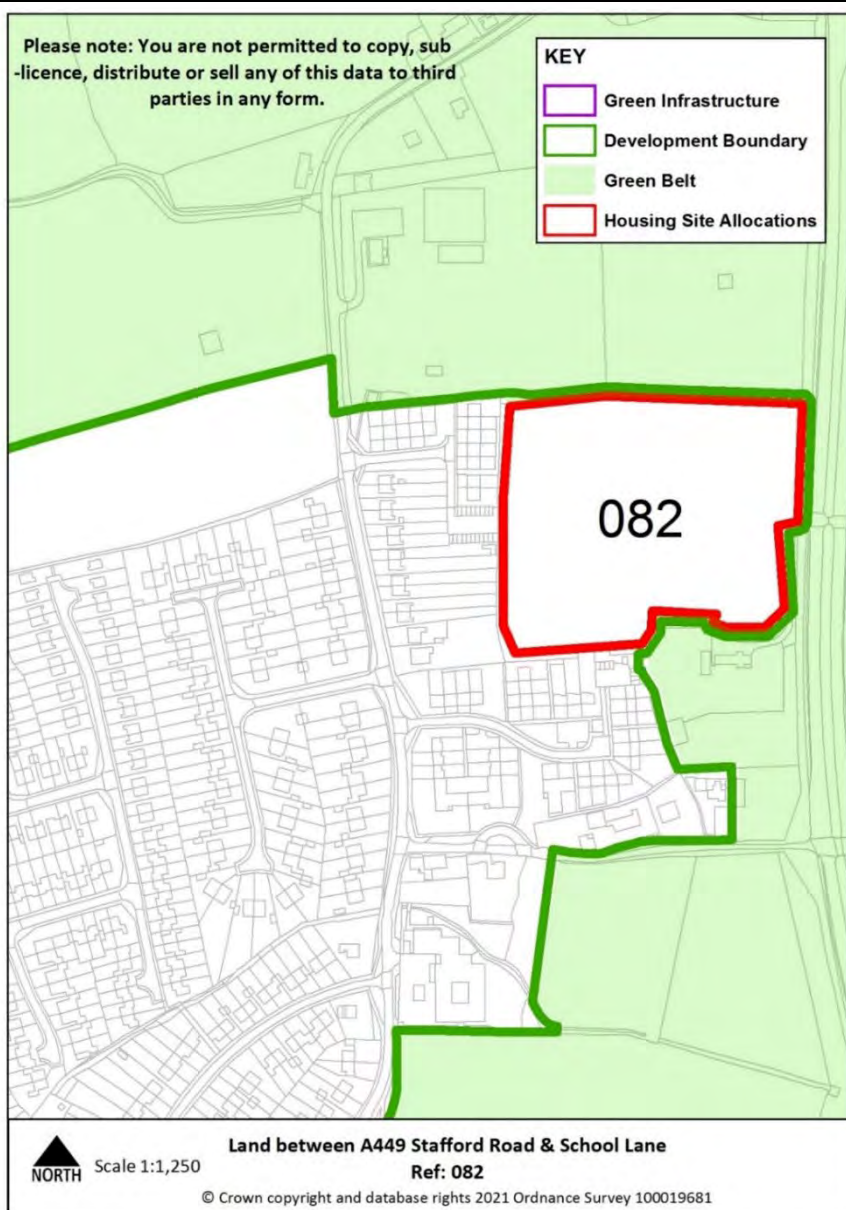 Please note: You are not permitted to copy, sub
-licence, distribute or sell any of this data to third
parties in any form.
KEY
Green Infrastructure
Development Boundary
Green Belt
Housing Site Allocations
082
NORTH
Scale 1:1,250
Land between A449 Stafford Road & School Lane
Ref: 082
© Crown copyright and database rights 2021 Ordnance Survey 100019681